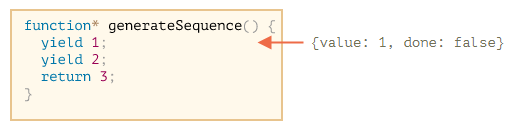 function* generateSequence() {
  yield 1;
  yield 2;
  return 3;
}
{value: 1, done: false}